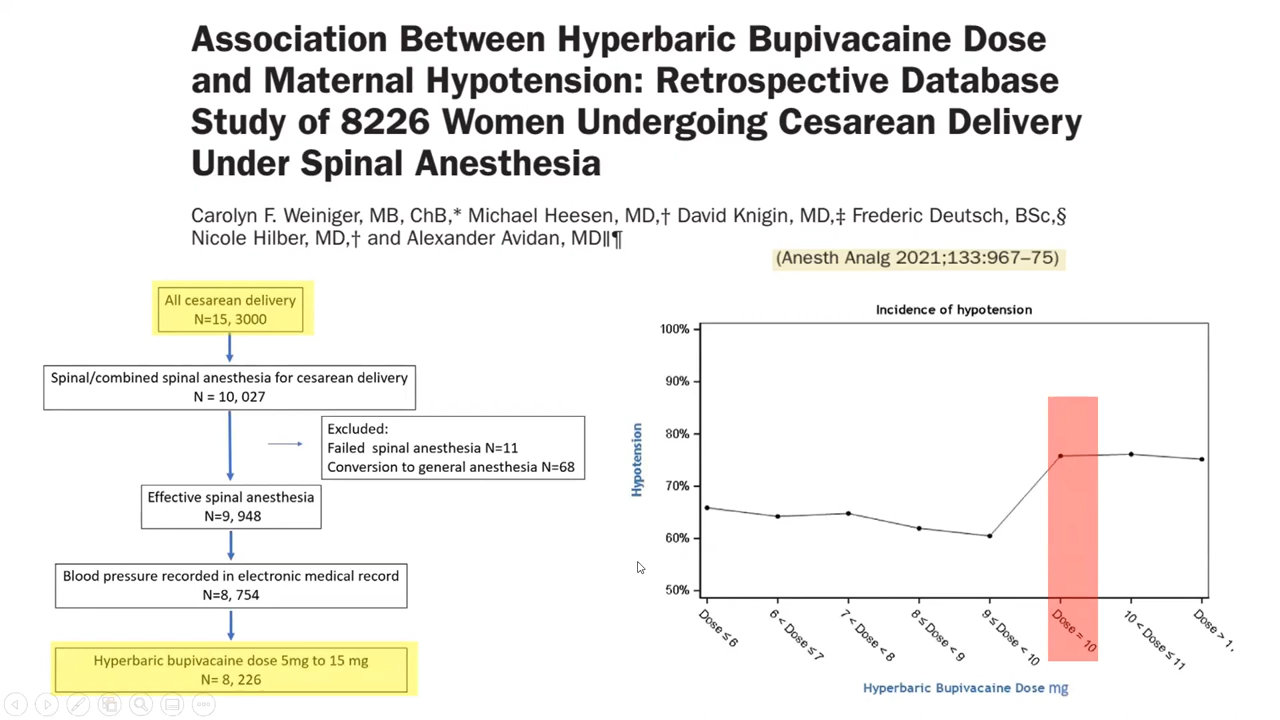 Association Between Hyperbaric Bupivacaine Dose
and Maternal Hypotension: Retrospective Database
Study of 8226 Women Undergoing Cesarean Delivery
Under Spinal Anesthesia
Carolyn F. Weiniger, MB, ChB,* Michael Heesen, MD,† David Knigin, MD,‡ Frederic Deutsch, BSc,§
Nicole Hilber, MD,† and Alexander Avidan, MD‖¶
(Anesth Analg 2021;133:967–75)
All cesarean delivery
N=15, 3000
Spinal/combined spinal anesthesia for cesarean delivery
N = 10, 027
Excluded:
Failed spinal anesthesia N=11
Conversion to general anesthesia N=68
Effective spinal anesthesia
N=9, 948
Blood pressure recorded in electronic medical record
N=8, 754
Hyperbaric bupivacaine dose 5mg to 15 mg
N= 8, 226
Incidence of hypotension
100%
90%
80%
70%
60%
50%
Hypotension
Dose ≤ 6
6 < Dose ≤ 7
7 < Dose < 8
8 ≤ Dose < 9
9 ≤ Dose < 10
Dose = 10
10 < Dose ≤ 11
Dose > 1
Hyperbaric Bupivacaine Dose mg